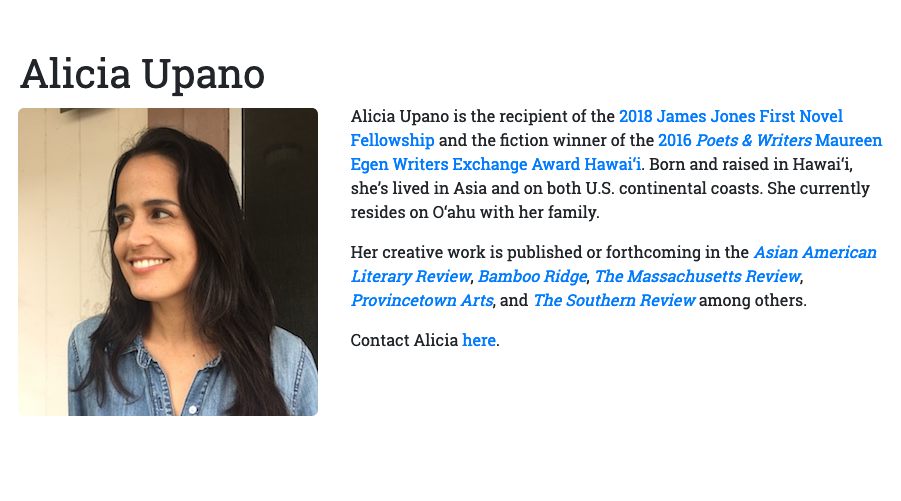 Alicia Upano
Alicia Upano is the recipient of the 2018 James Jones First Novel
Fellowship and the fiction winner of the 2016 Poets & Writers Maureen
Egen Writers Exchange Award Hawai‘i. Born and raised in Hawai‘i,
she’s lived in Asia and on both U.S. continental coasts. She currently
resides on O‘ahu with her family.
Her creative work is published or forthcoming in the Asian American
Literary Review, Bamboo Ridge, The Massachusetts Review,
Provincetown Arts, and The Southern Review among others.
Contact Alicia here.